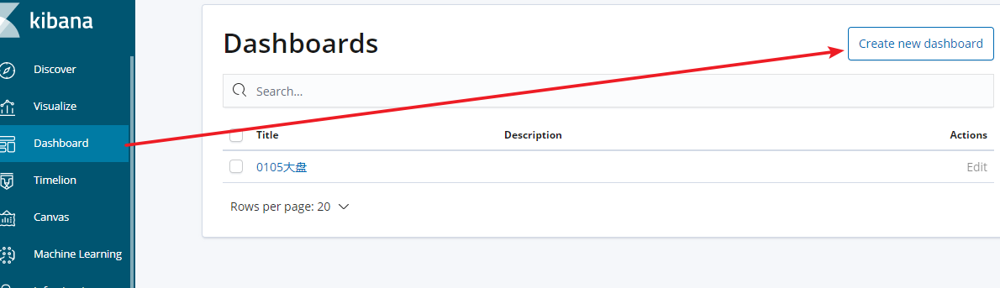 kibana
Discover
Visualize
Dashboard
Timelion
Canvas
Machine Learning
Dashboards
Create new dashboard
Search...
Title Description Actions
0105大盘 Edit
Rows per page: 20